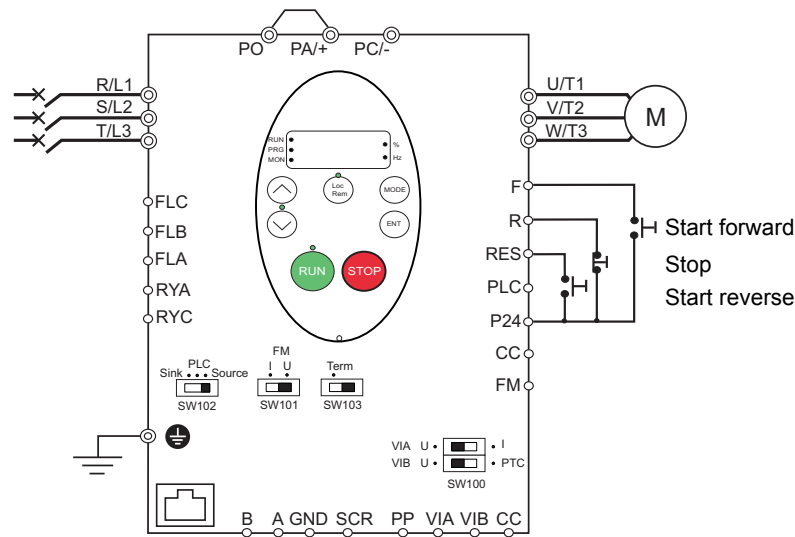 PO PA/+ PC/-
R/L1
S/L2
T/L3
U/T1
V/T2
W/T3
M
RUN
PRG
MON
%
Hz
Loc
Rem
MODE
ENT
RUN
STOP
FLC
FLB
FLA
RYA
RYC
F
R
RES
PLC
P24
CC
FM
Start forward
Stop
Start reverse
PLC
Sink Source
SW102
FM
I U
SW101
Term
SW103
VIA U I
VIB U PTC
SW100
B A GND SCR PP VIA VIB CC